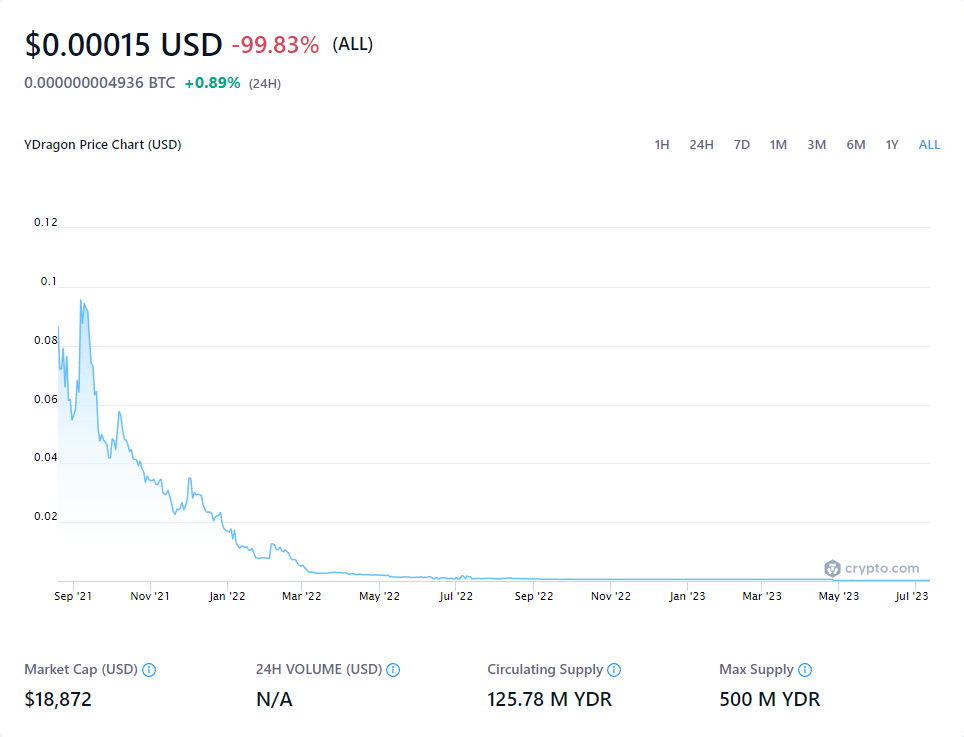 $0.00015 USD -99.83% (ALL)
0.000000004936 BTC +0.89% (24H)
YDragon Price Chart (USD) 1H 24H 7D 1M 3M 6M 1Y ALL
0.12
0.1
0.08
0.06
0.04
0.02
crypto.com
Sep '21 Nov '21 Jan '22 Mar '22 May '22 Jul '22 Sep '22 Nov '22 Jan '23 Mar '23 May '23 Jul '23
Market Cap (USD) 24H VOLUME (USD) Circulating Supply Max Supply
$18,872 N/A 125.78 M YDR 500 M YDR